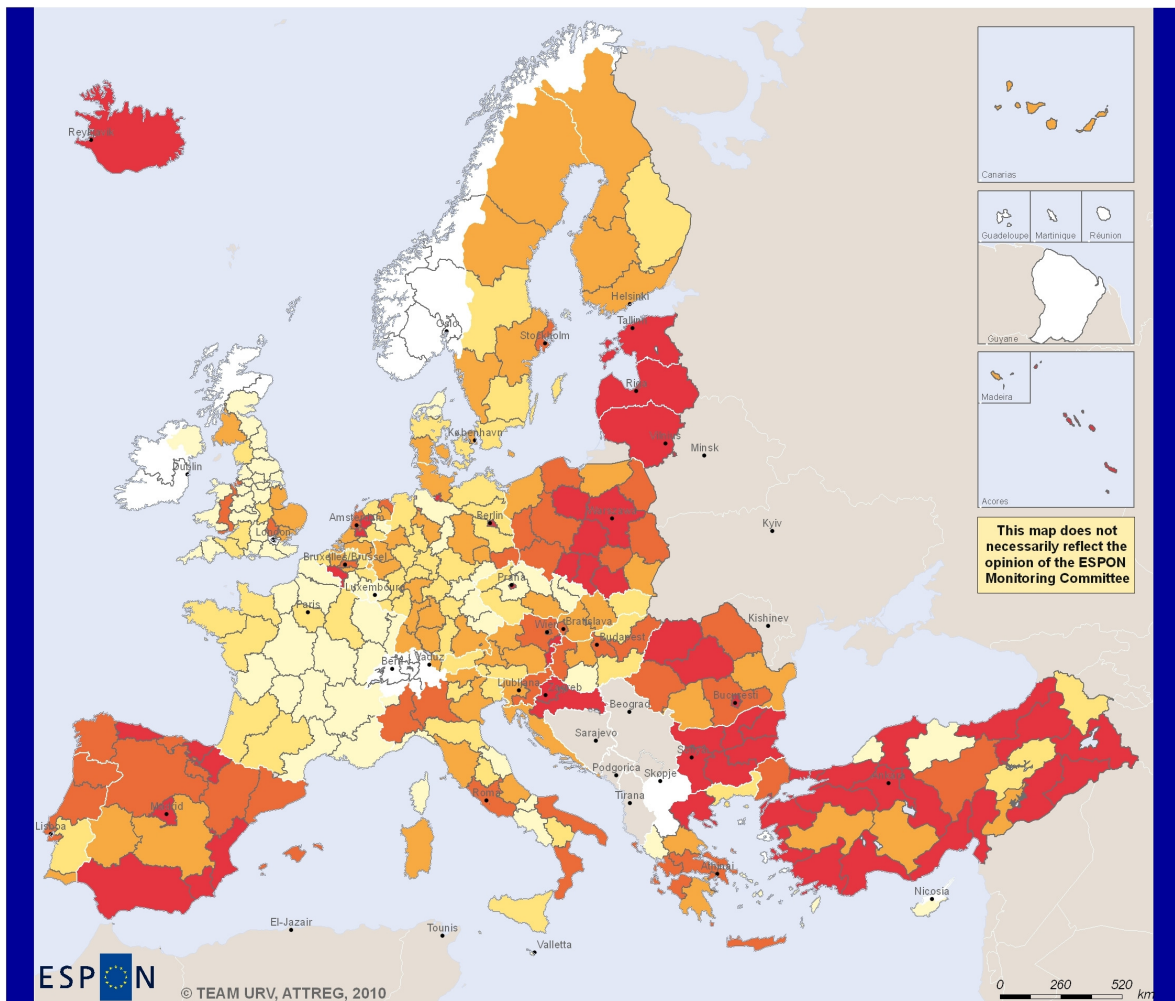 Reykjavik
Canarias
Guadeloupe
Martinique
Réunion
Guyane
Madeira
Acores
This map does not
necessarily reflect the
opinion of the ESPON
Monitoring Committee
Oslo
Helsinki
Tallinn
Stockholm
Riga
Vilnius
Minsk
København
Dublin
Amsterdam
Berlin
London
Bruxelles/Brussel
Kyiv
Luxembourg
Praha
Paris
Wien
Bratislava
Budapest
Kishinev
Bern
Vaduz
Ljubljana
Zagreb
Beograd
Bucuresti
Sarajevo
Podgorica
Skopje
Tirana
Roma
Madrid
Lisboa
Athinai
Nicosia
El-Jazair
Tounis
Valletta
ESPON
© TEAM URV, ATTREG, 2010
0 260 520
km